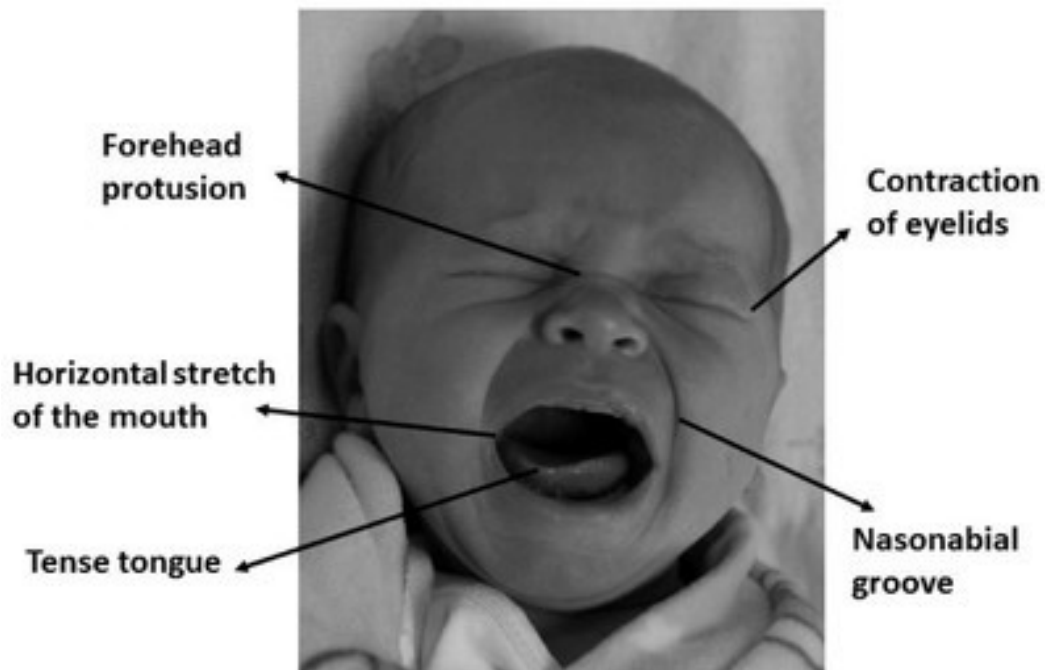 Forehead
protusion
Contraction
of eyelids
Horizontal stretch
of the mouth
Tense tongue
Nasonabial
groove